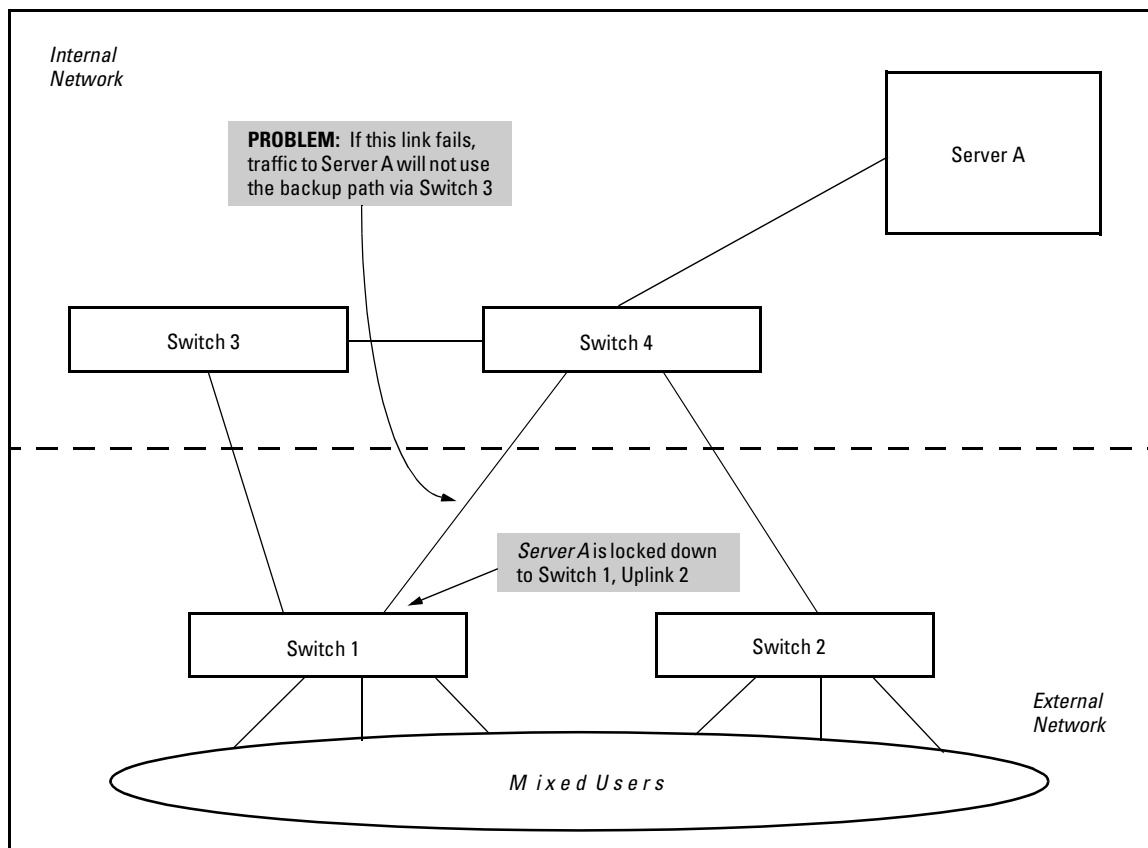 Internal
Network
PROBLEM: If this link fails,
traffic to Server A will not use
the backup path via Switch 3
Server A
Switch 3
Switch 4
Server A is locked down
to Switch 1, Uplink 2
Switch 1
Switch 2
External
Network
Mixed Users